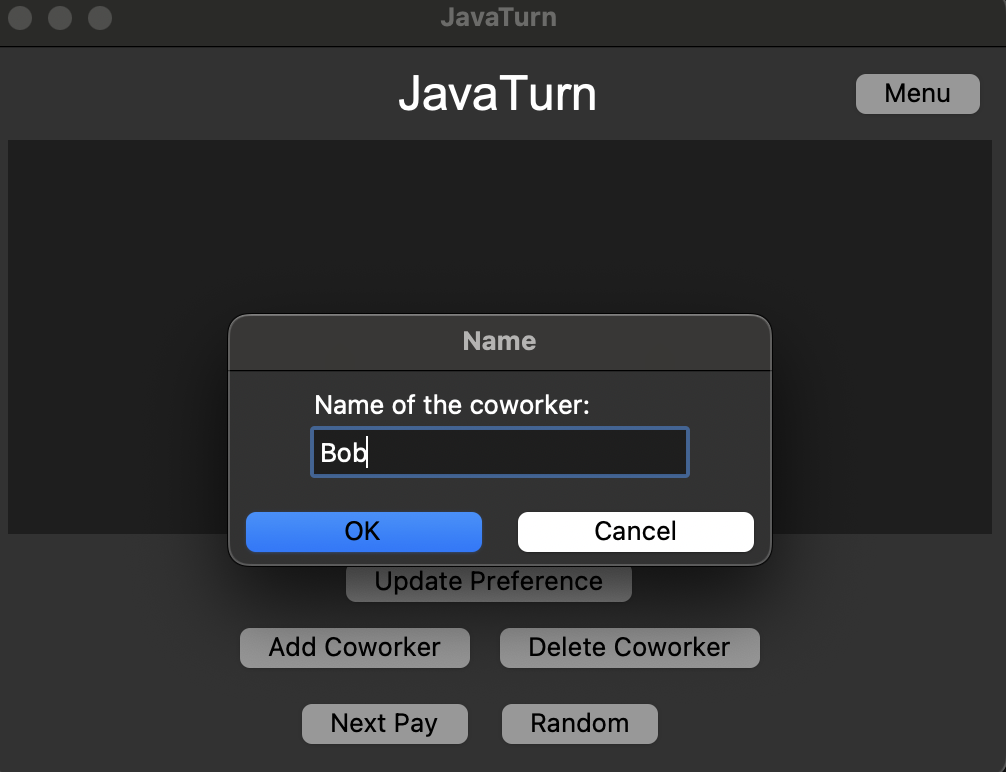 JavaTurn
JavaTurn
Menu
Name
Name of the coworker:
Bob
OK
Cancel
Update Preference
Add Coworker
Delete Coworker
Next Pay
Random